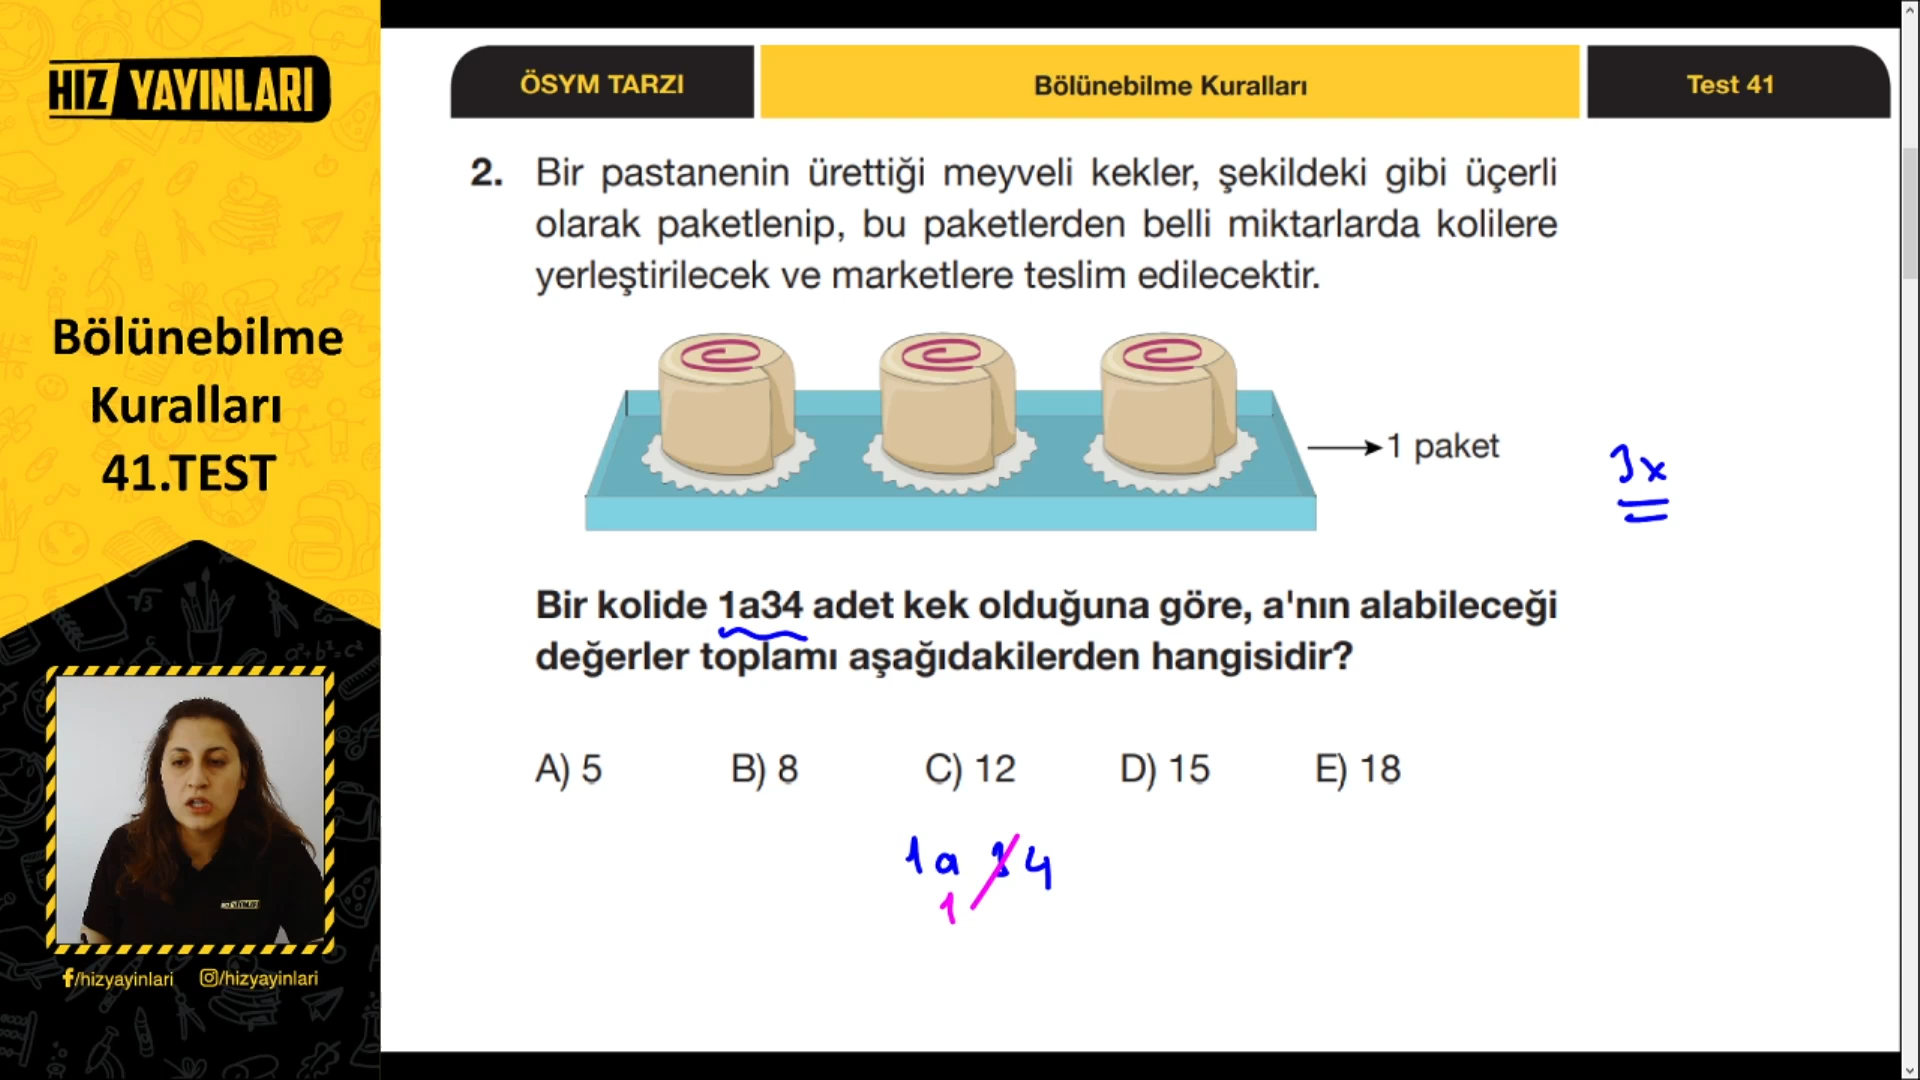 HIZ YAYINLARI
Bölünebilme
Kuralları
41.TEST
f/hizyayinlari /hizyayinlari
ÖSYM TARZI
Bölünebilme Kuralları
Test 41
2. Bir pastanenin ürettiği meyveli kekler, şekildeki gibi üçerli
olarak paketlenip, bu paketlerden belli miktarlarda kolilere
yerleştirilecek ve marketlere teslim edilecektir.
1 paket
3x
Bir kolide 1a34 adet kek olduğuna göre, a'nın alabileceği
değerler toplamı aşağıdakilerden hangisidir?
A) 5 B) 8 C) 12 D) 15 E) 18
1a34
1